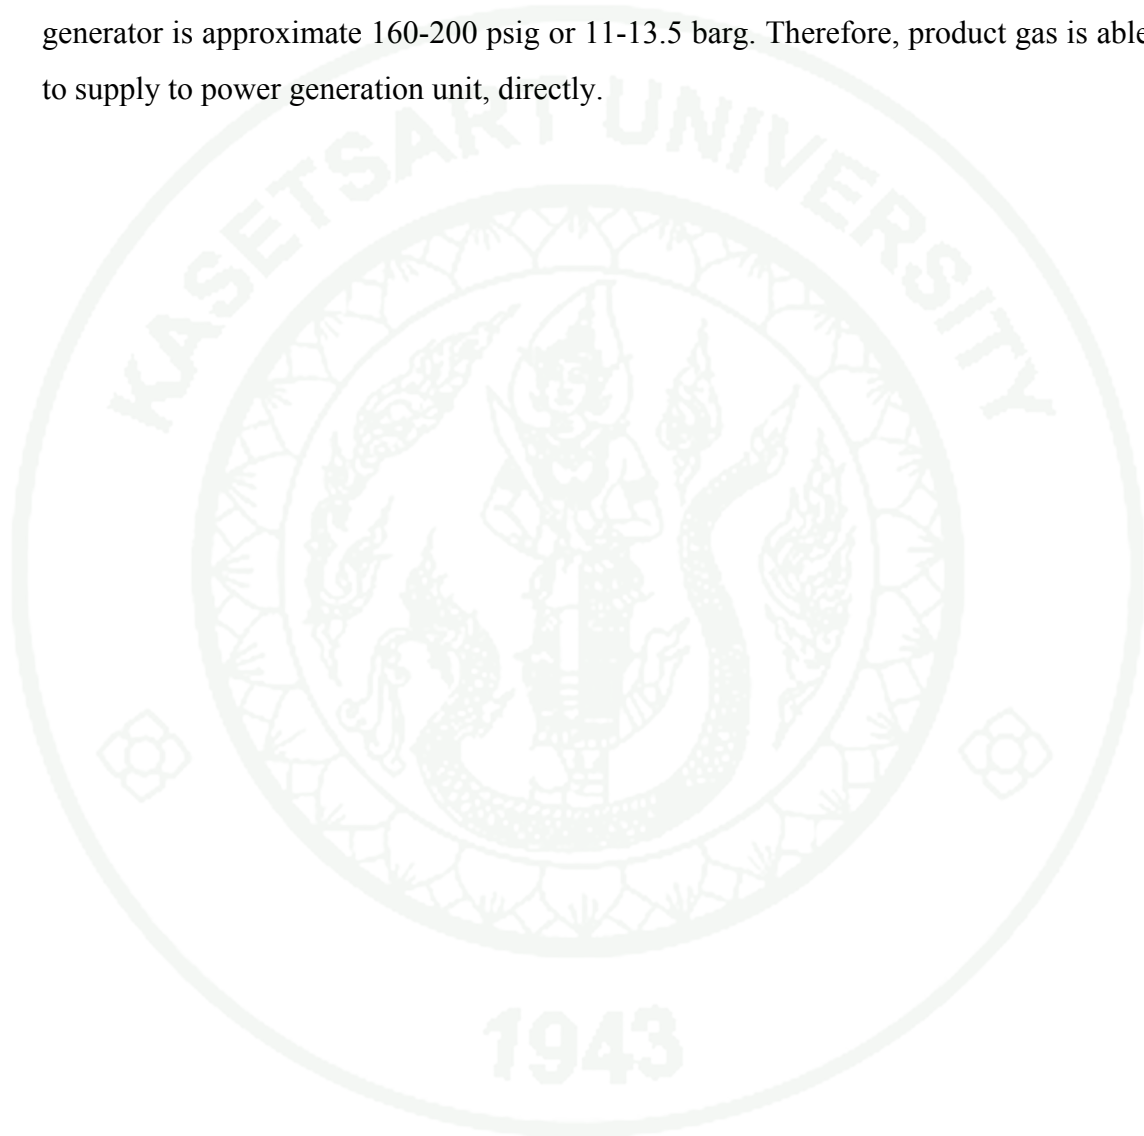 generator is approximate 160-200 psig or 11-13.5 barg. Therefore, product gas is able
to supply to power generation unit, directly.
KASETSART UNIVERSITY
1943